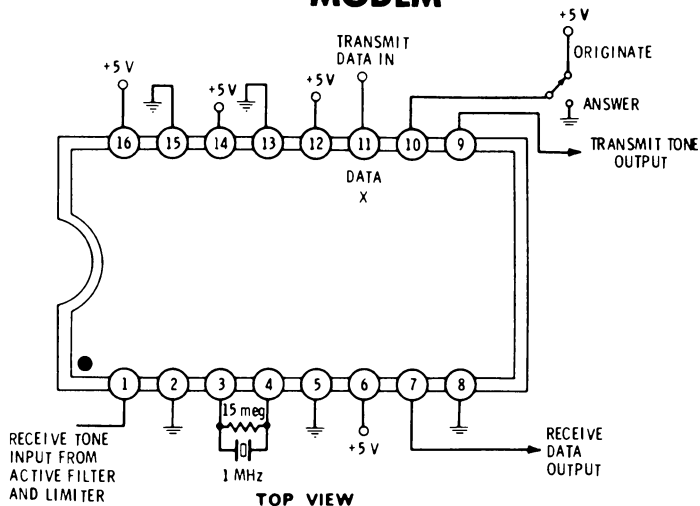 MODEM
+5 V
ORIGINATE
ANSWER
TRANSMIT
DATA IN
+5 V
+5 V
+5 V
16
15
14
13
12
11
10
9
TRANSMIT TONE
OUTPUT
DATA
X
1
2
3
4
5
6
7
8
15 meg
1 MHz
+5 V
RECEIVE TONE
INPUT FROM
ACTIVE FILTER
AND LIMITER
RECEIVE
DATA
OUTPUT
TOP VIEW